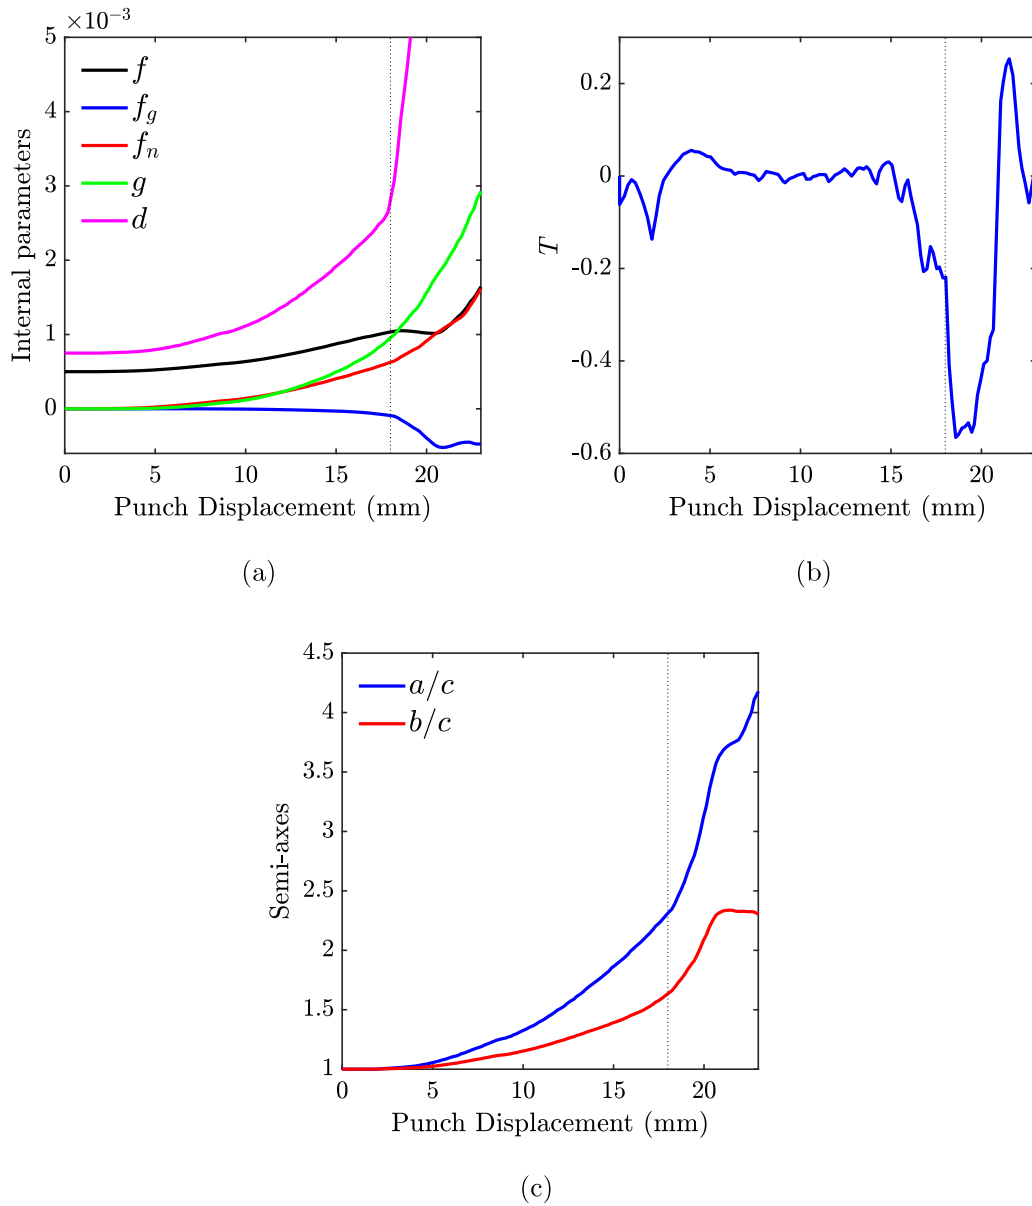 ×10⁻³
5
4
3
2
1
0
f
f_g
f_n
g
d
Internal parameters
0 5 10 15 20
Punch Displacement (mm)
(a)
0.2
0
-0.2
-0.4
-0.6
T
0 5 10 15 20
Punch Displacement (mm)
(b)
4.5
4
3.5
3
2.5
2
1.5
1
a/c
b/c
Semi-axes
0 5 10 15 20
Punch Displacement (mm)
(c)